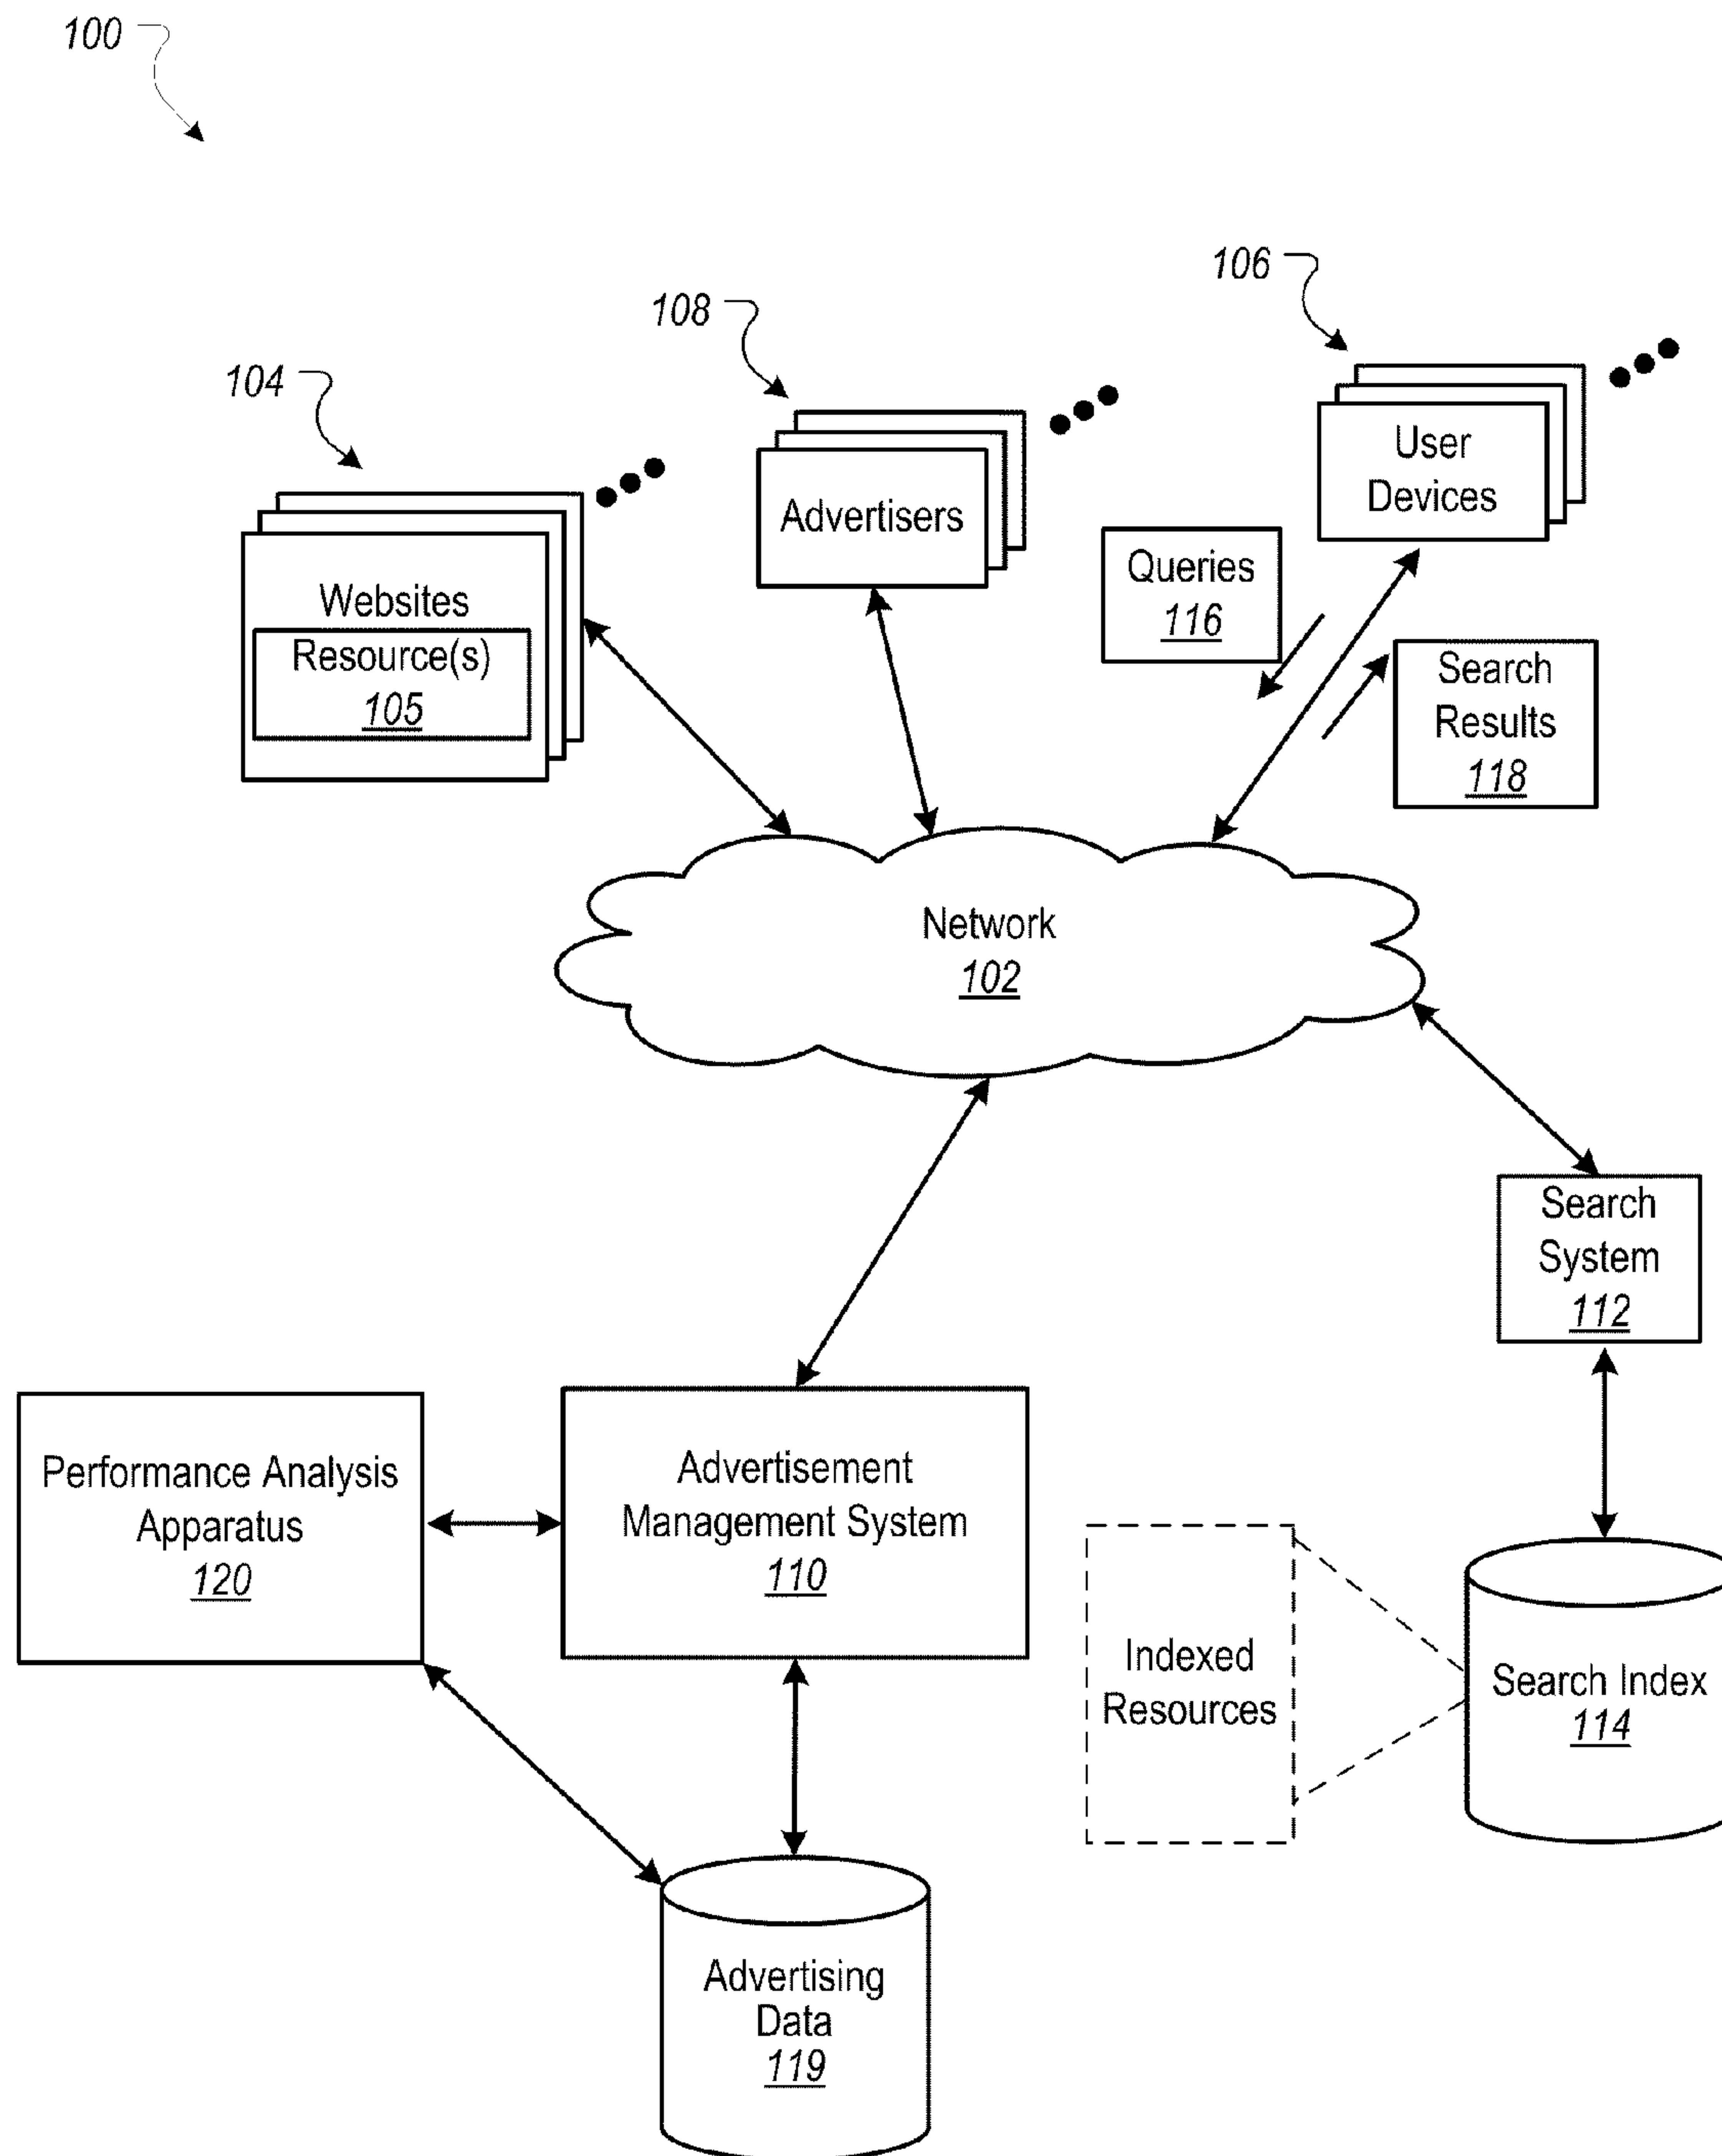 100
106
108
104
User
Devices
Advertisers
Queries
116
Websites
Resource(s)
105
Search
Results
118
Network
102
Search
System
112
Performance Analysis
Apparatus
120
Advertisement
Management System
110
Indexed
Resources
Search Index
114
Advertising
Data
119